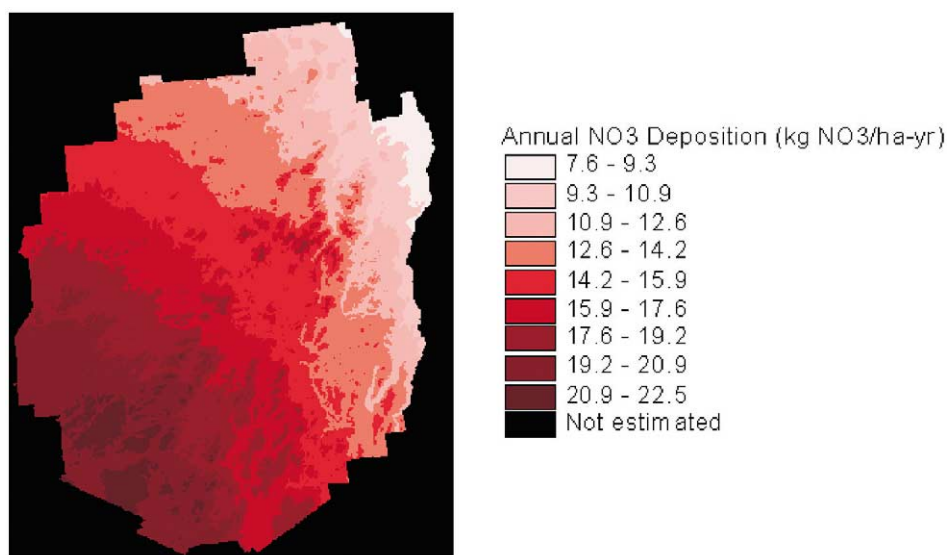 Annual NO3 Deposition (kg NO3/ha-yr)
7.6 - 9.3
9.3 - 10.9
10.9 - 12.6
12.6 - 14.2
14.2 - 15.9
15.9 - 17.6
17.6 - 19.2
19.2 - 20.9
20.9 - 22.5
Not estimated